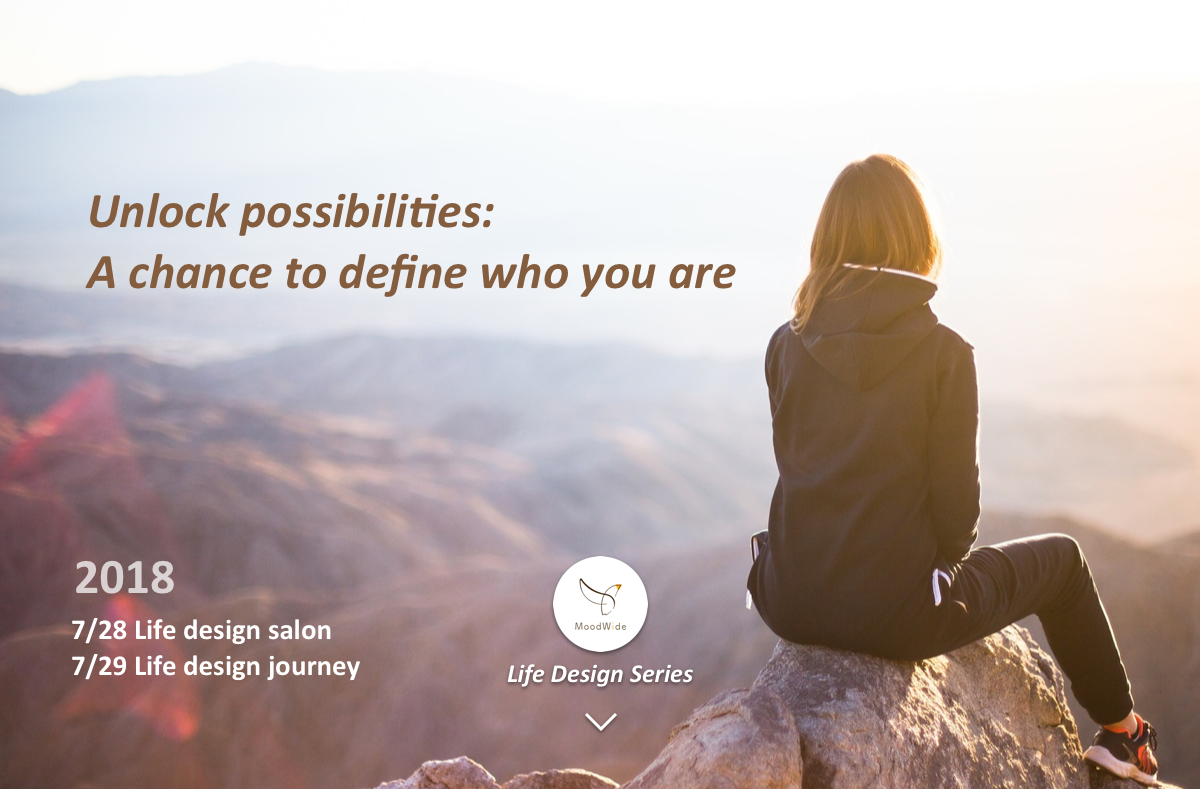 Unlock possibilities:
A chance to define who you are
2018
7/28 Life design salon
7/29 Life design journey
MoodWide
Life Design Series